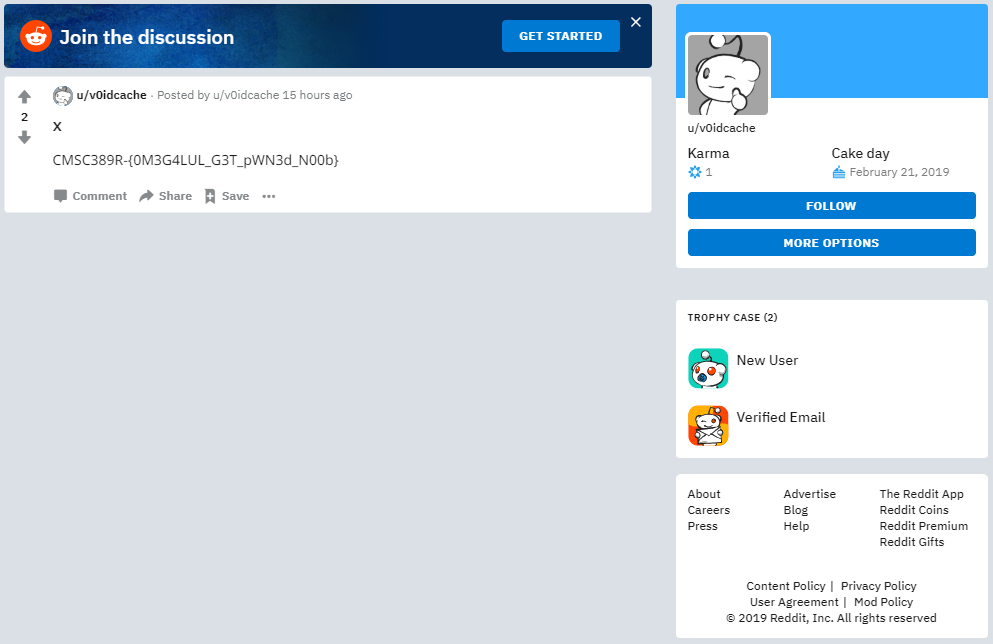 Join the discussion
GET STARTED
u/v0idcache · Posted by u/v0idcache 15 hours ago
2
x
CMSC389R-{0M3G4LUL_G3T_pWN3d_N00b}
Comment Share Save
u/v0idcache
Karma Cake day
1 February 21, 2019
FOLLOW
MORE OPTIONS
TROPHY CASE (2)
New User
Verified Email
About Advertise The Reddit App
Careers Blog Reddit Coins
Press Help Reddit Premium
Reddit Gifts
Content Policy | Privacy Policy
User Agreement | Mod Policy
© 2019 Reddit, Inc. All rights reserved